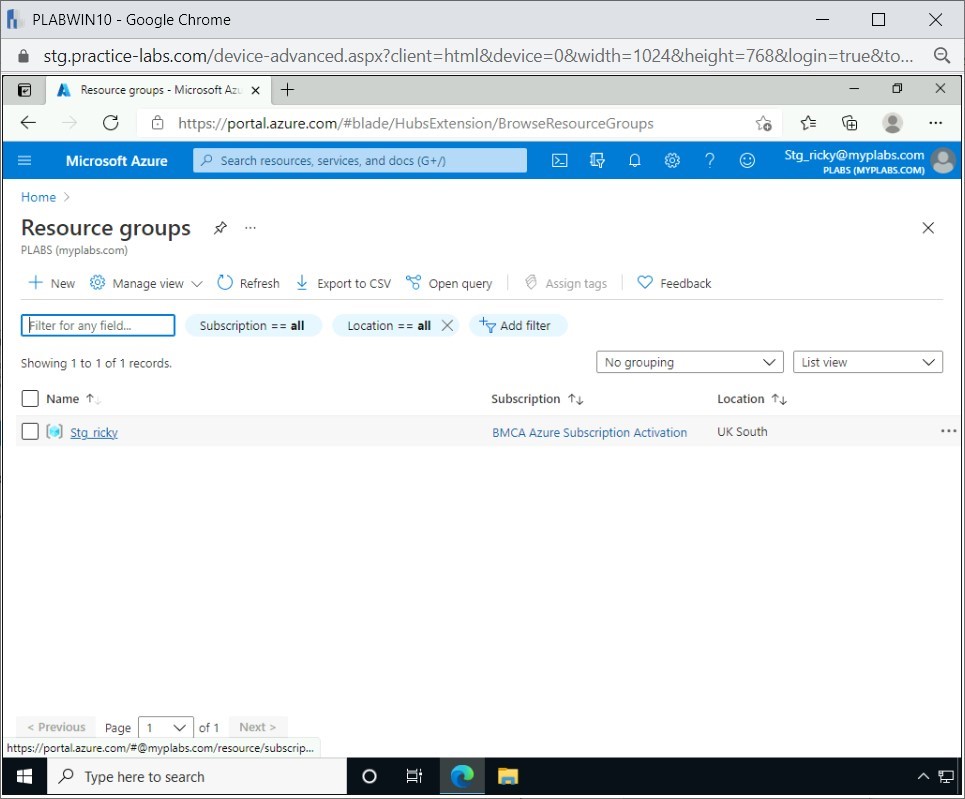 PLABWIN10 - Google Chrome
stg.practice-labs.com/device-advanced.aspx?client=html&device=0&width=1024&height=768&login=true&to...
Resource groups - Microsoft Azu
https://portal.azure.com/#blade/HubsExtension/BrowseResourceGroups
Microsoft Azure
Search resources, services, and docs (G+/)
Stg_ricky@myplabs.com
PLABS (MYPLABS.COM)
Home >
Resource groups
...
PLABS (myplabs.com)
+ New
Manage view
Refresh
Export to CSV
Open query
Assign tags
Feedback
Filter for any field...
Subscription == all
Location == all
Add filter
Showing 1 to 1 of 1 records.
No grouping
List view
Name ↑↓
Subscription ↑↓
Location ↑↓
Stg_ricky
BMCA Azure Subscription Activation
UK South
...
< Previous
Page
1
of 1
Next >
https://portal.azure.com/#@myplabs.com/resource/subscrip...
Type here to search